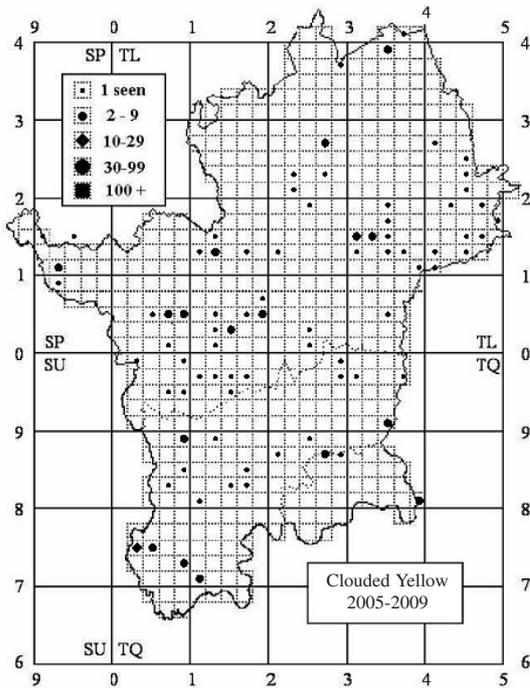 9 0 1 2 3 4 5
4 SP TL 4
1 seen
2 - 9
10-29
30-99
100 +
3 3
2 2
1 1
SP TL
0 0
SU TQ
9 9
8 8
7 7
Clouded Yellow
2005-2009
SU TQ
6 6
9 0 1 2 3 4 5